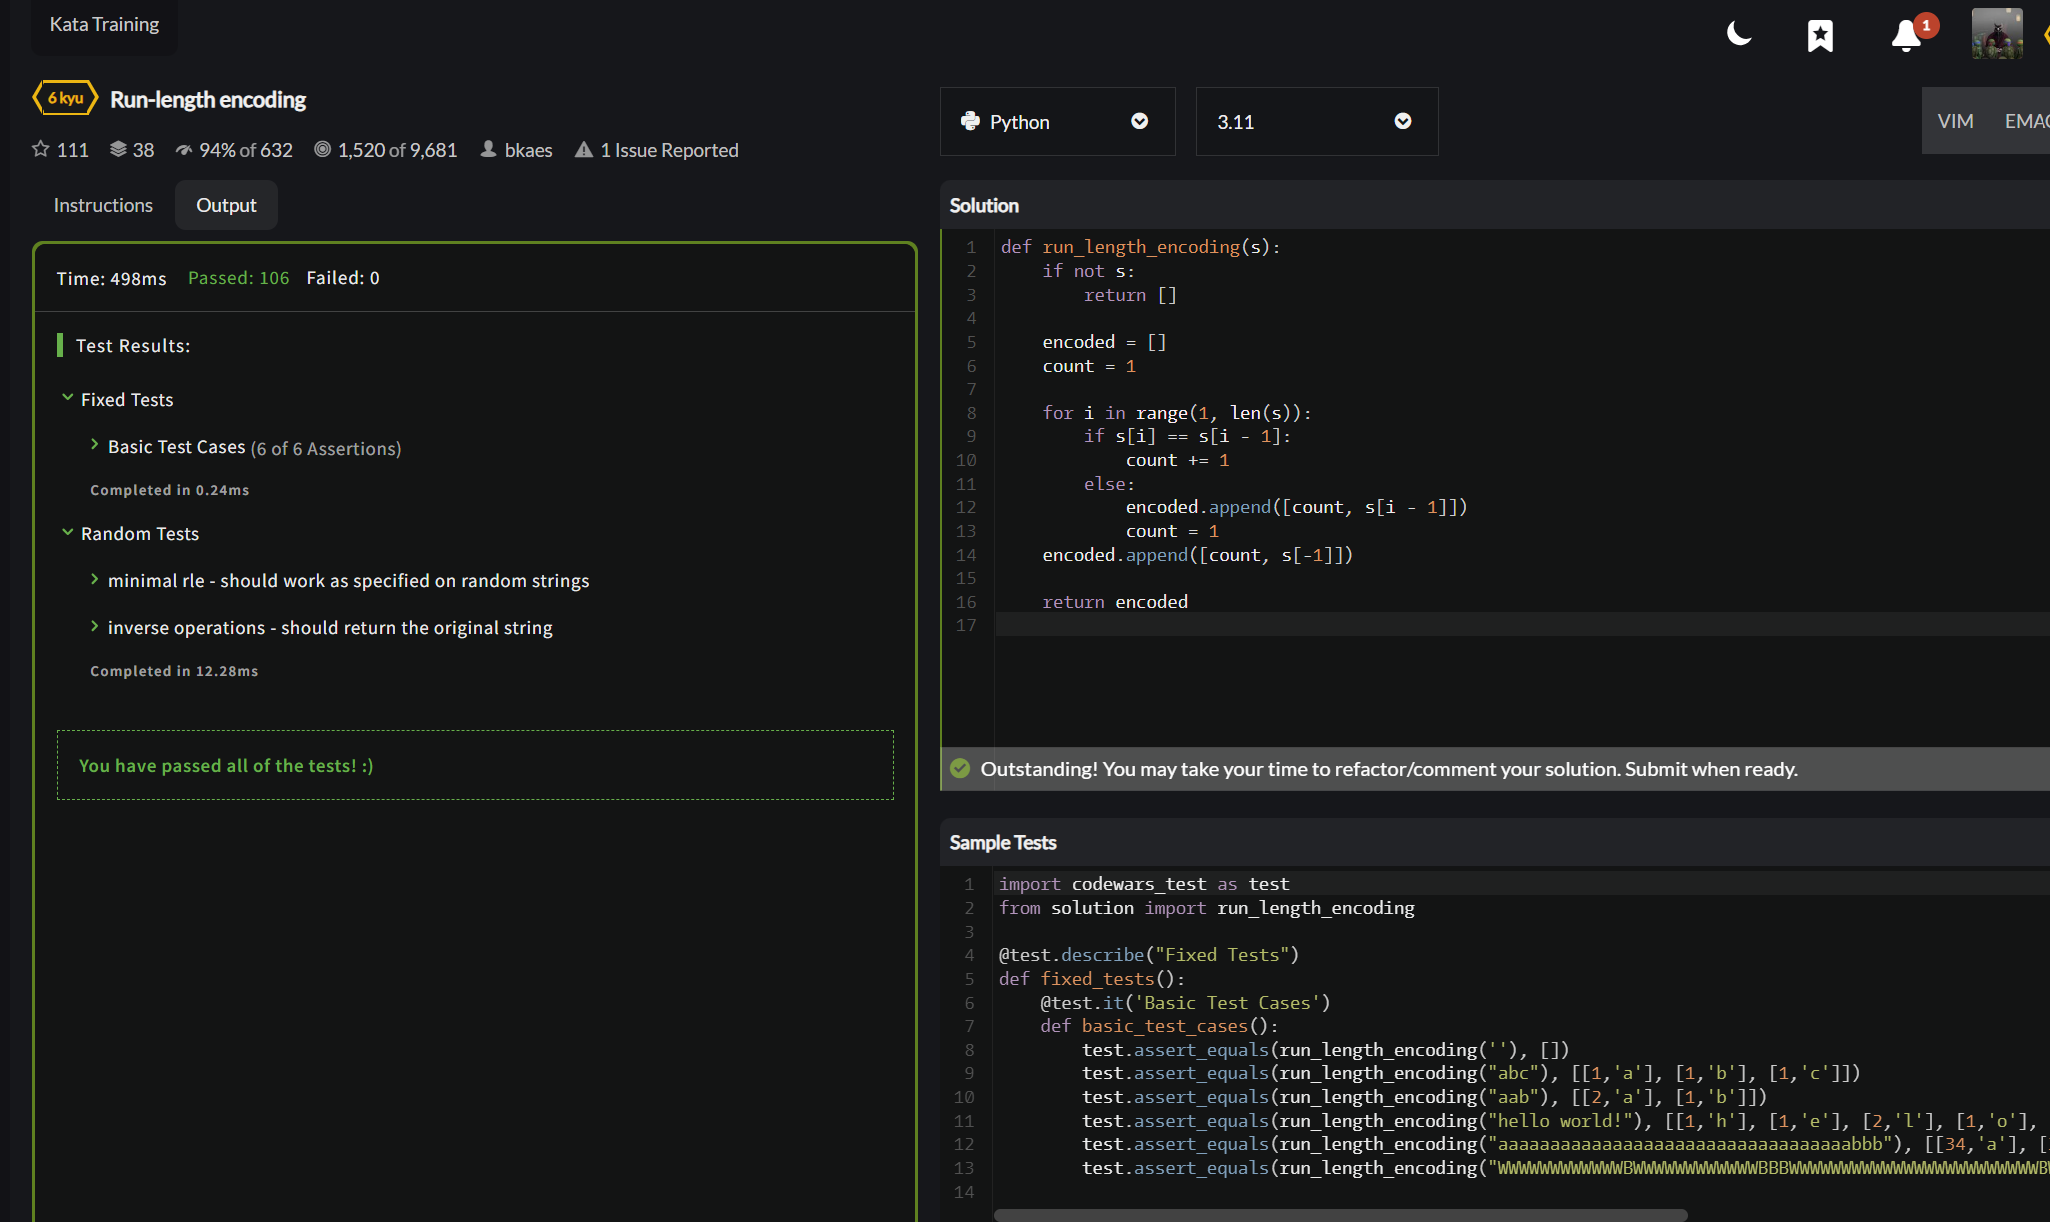 Kata Training
1
6 kyu Run-length encoding
111 38 94% of 632 1,520 of 9,681 bkaes 1 Issue Reported
Instructions Output
Time: 498ms Passed: 106 Failed: 0
Test Results:
Fixed Tests
Basic Test Cases (6 of 6 Assertions)
Completed in 0.24ms
Random Tests
minimal rle - should work as specified on random strings
inverse operations - should return the original string
Completed in 12.28ms
You have passed all of the tests! :)
Python 3.11 VIM EMAC
Solution
1 def run_length_encoding(s):
2     if not s:
3         return []
4
5     encoded = []
6     count = 1
7
8     for i in range(1, len(s)):
9         if s[i] == s[i - 1]:
10             count += 1
11         else:
12             encoded.append([count, s[i - 1]])
13             count = 1
14     encoded.append([count, s[-1]])
15
16     return encoded
17
Outstanding! You may take your time to refactor/comment your solution. Submit when ready.
Sample Tests
1 import codewars_test as test
2 from solution import run_length_encoding
3
4 @test.describe("Fixed Tests")
5 def fixed_tests():
6     @test.it('Basic Test Cases')
7     def basic_test_cases():
8         test.assert_equals(run_length_encoding(''), [])
9         test.assert_equals(run_length_encoding("abc"), [[1,'a'], [1,'b'], [1,'c']])
10         test.assert_equals(run_length_encoding("aab"), [[2,'a'], [1,'b']])
11         test.assert_equals(run_length_encoding("hello world!"), [[1,'h'], [1,'e'], [2,'l'], [1,'o'],
12         test.assert_equals(run_length_encoding("aaaaaaaaaaaaaaaaaaaaaaaaaaaaaaaaaabbb"), [[34,'a'], [
13         test.assert_equals(run_length_encoding("WWWWWWWWWWWWBWWWWWWWWWWWWBBBWWWWWWWWWWWWWWWWWWWWWWWWB
14